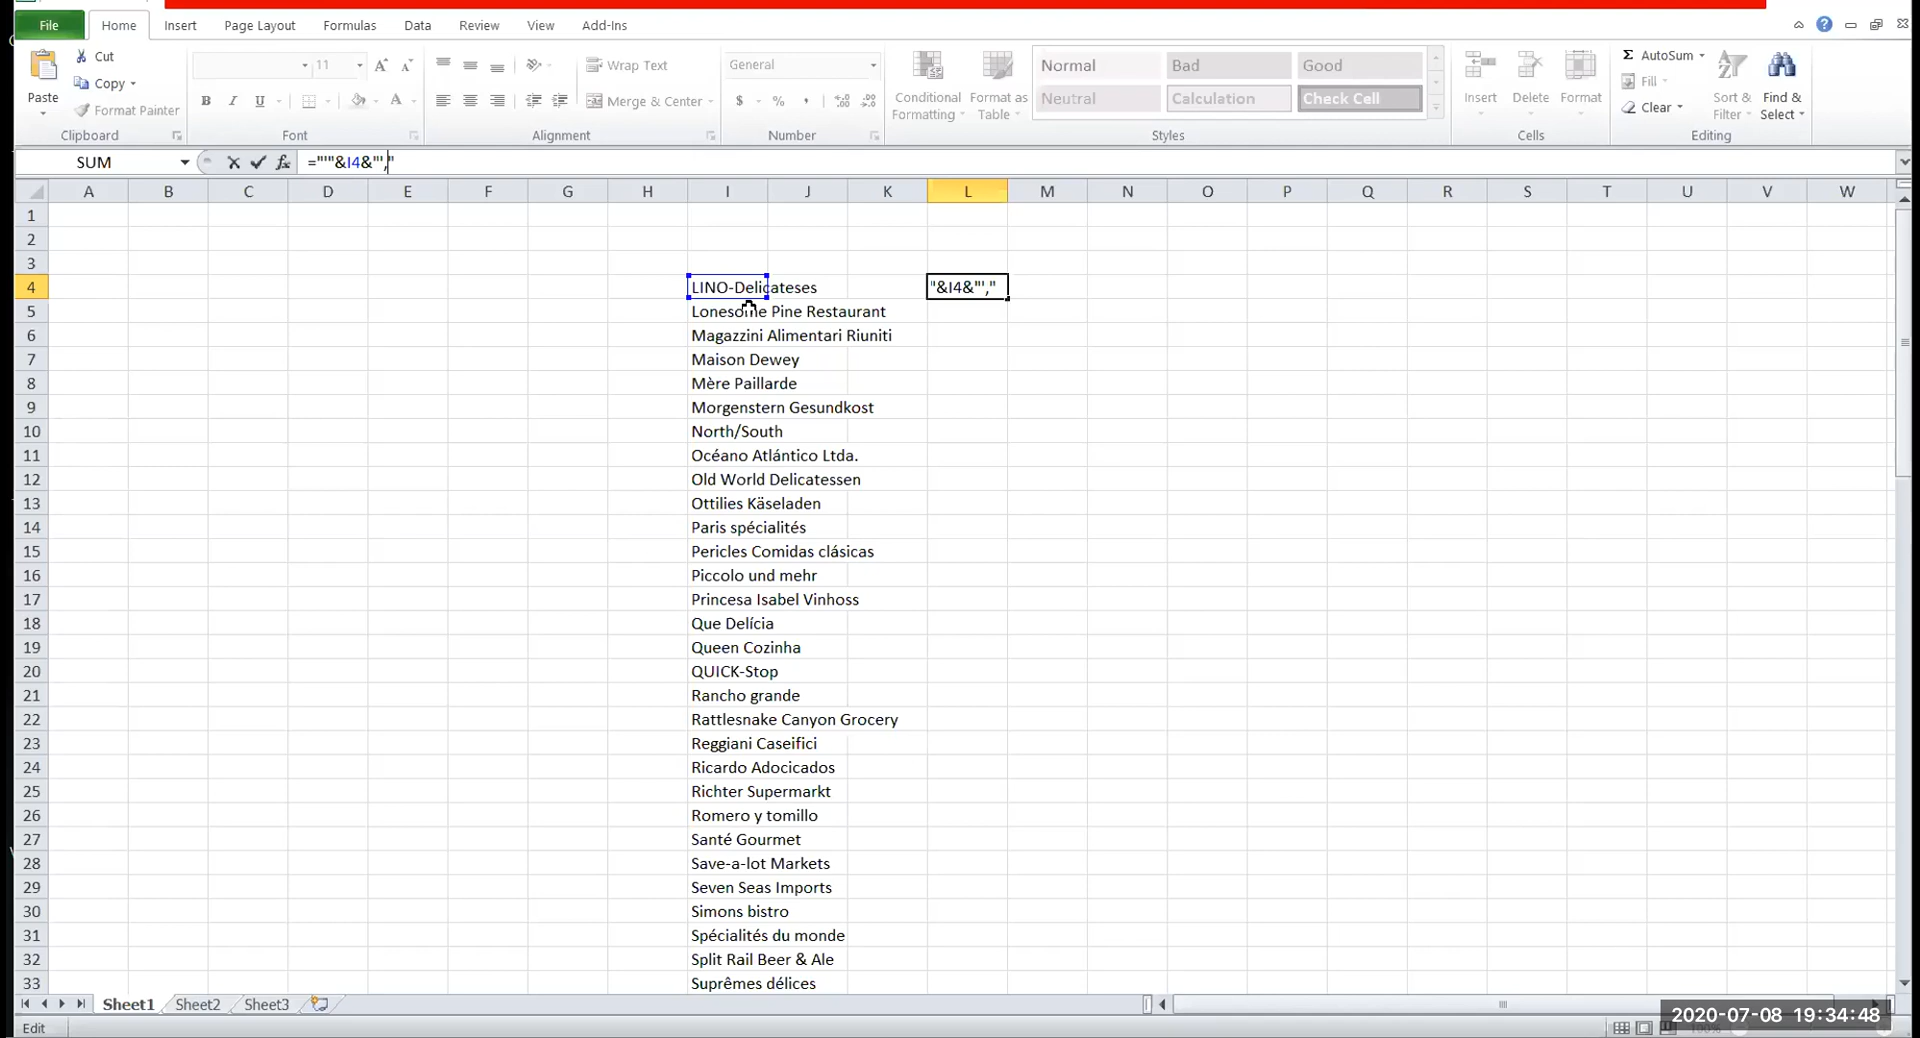 File Home Insert Page Layout Formulas Data Review View Add-Ins
Cut
Copy
Paste
Format Painter
Clipboard
11
B I U
A A
A
Font
Wrap Text
Merge & Center
Alignment
General
$ % ,
Number
Conditional Formatting
Format as Table
Normal Bad Good
Neutral Calculation Check Cell
Styles
Insert Delete Format
Cells
Σ AutoSum
Fill
Clear
Sort & Filter
Find & Select
Editing
SUM fx ="'"&I4&"',"
A B C D E F G H I J K L M N O P Q R S T U V W
1
2
3
4 LINO-Delicateses "&I4&"',"
5 Lonesome Pine Restaurant
6 Magazzini Alimentari Riuniti
7 Maison Dewey
8 Mère Paillarde
9 Morgenstern Gesundkost
10 North/South
11 Océano Atlántico Ltda.
12 Old World Delicatessen
13 Ottilies Käseladen
14 Paris spécialités
15 Pericles Comidas clásicas
16 Piccolo und mehr
17 Princesa Isabel Vinhoss
18 Que Delícia
19 Queen Cozinha
20 QUICK-Stop
21 Rancho grande
22 Rattlesnake Canyon Grocery
23 Reggiani Caseifici
24 Ricardo Adocicados
25 Richter Supermarkt
26 Romero y tomillo
27 Santé Gourmet
28 Save-a-lot Markets
29 Seven Seas Imports
30 Simons bistro
31 Spécialités du monde
32 Split Rail Beer & Ale
33 Suprêmes délices
Sheet1 Sheet2 Sheet3
2020-07-08 19:34:48
Edit 100%